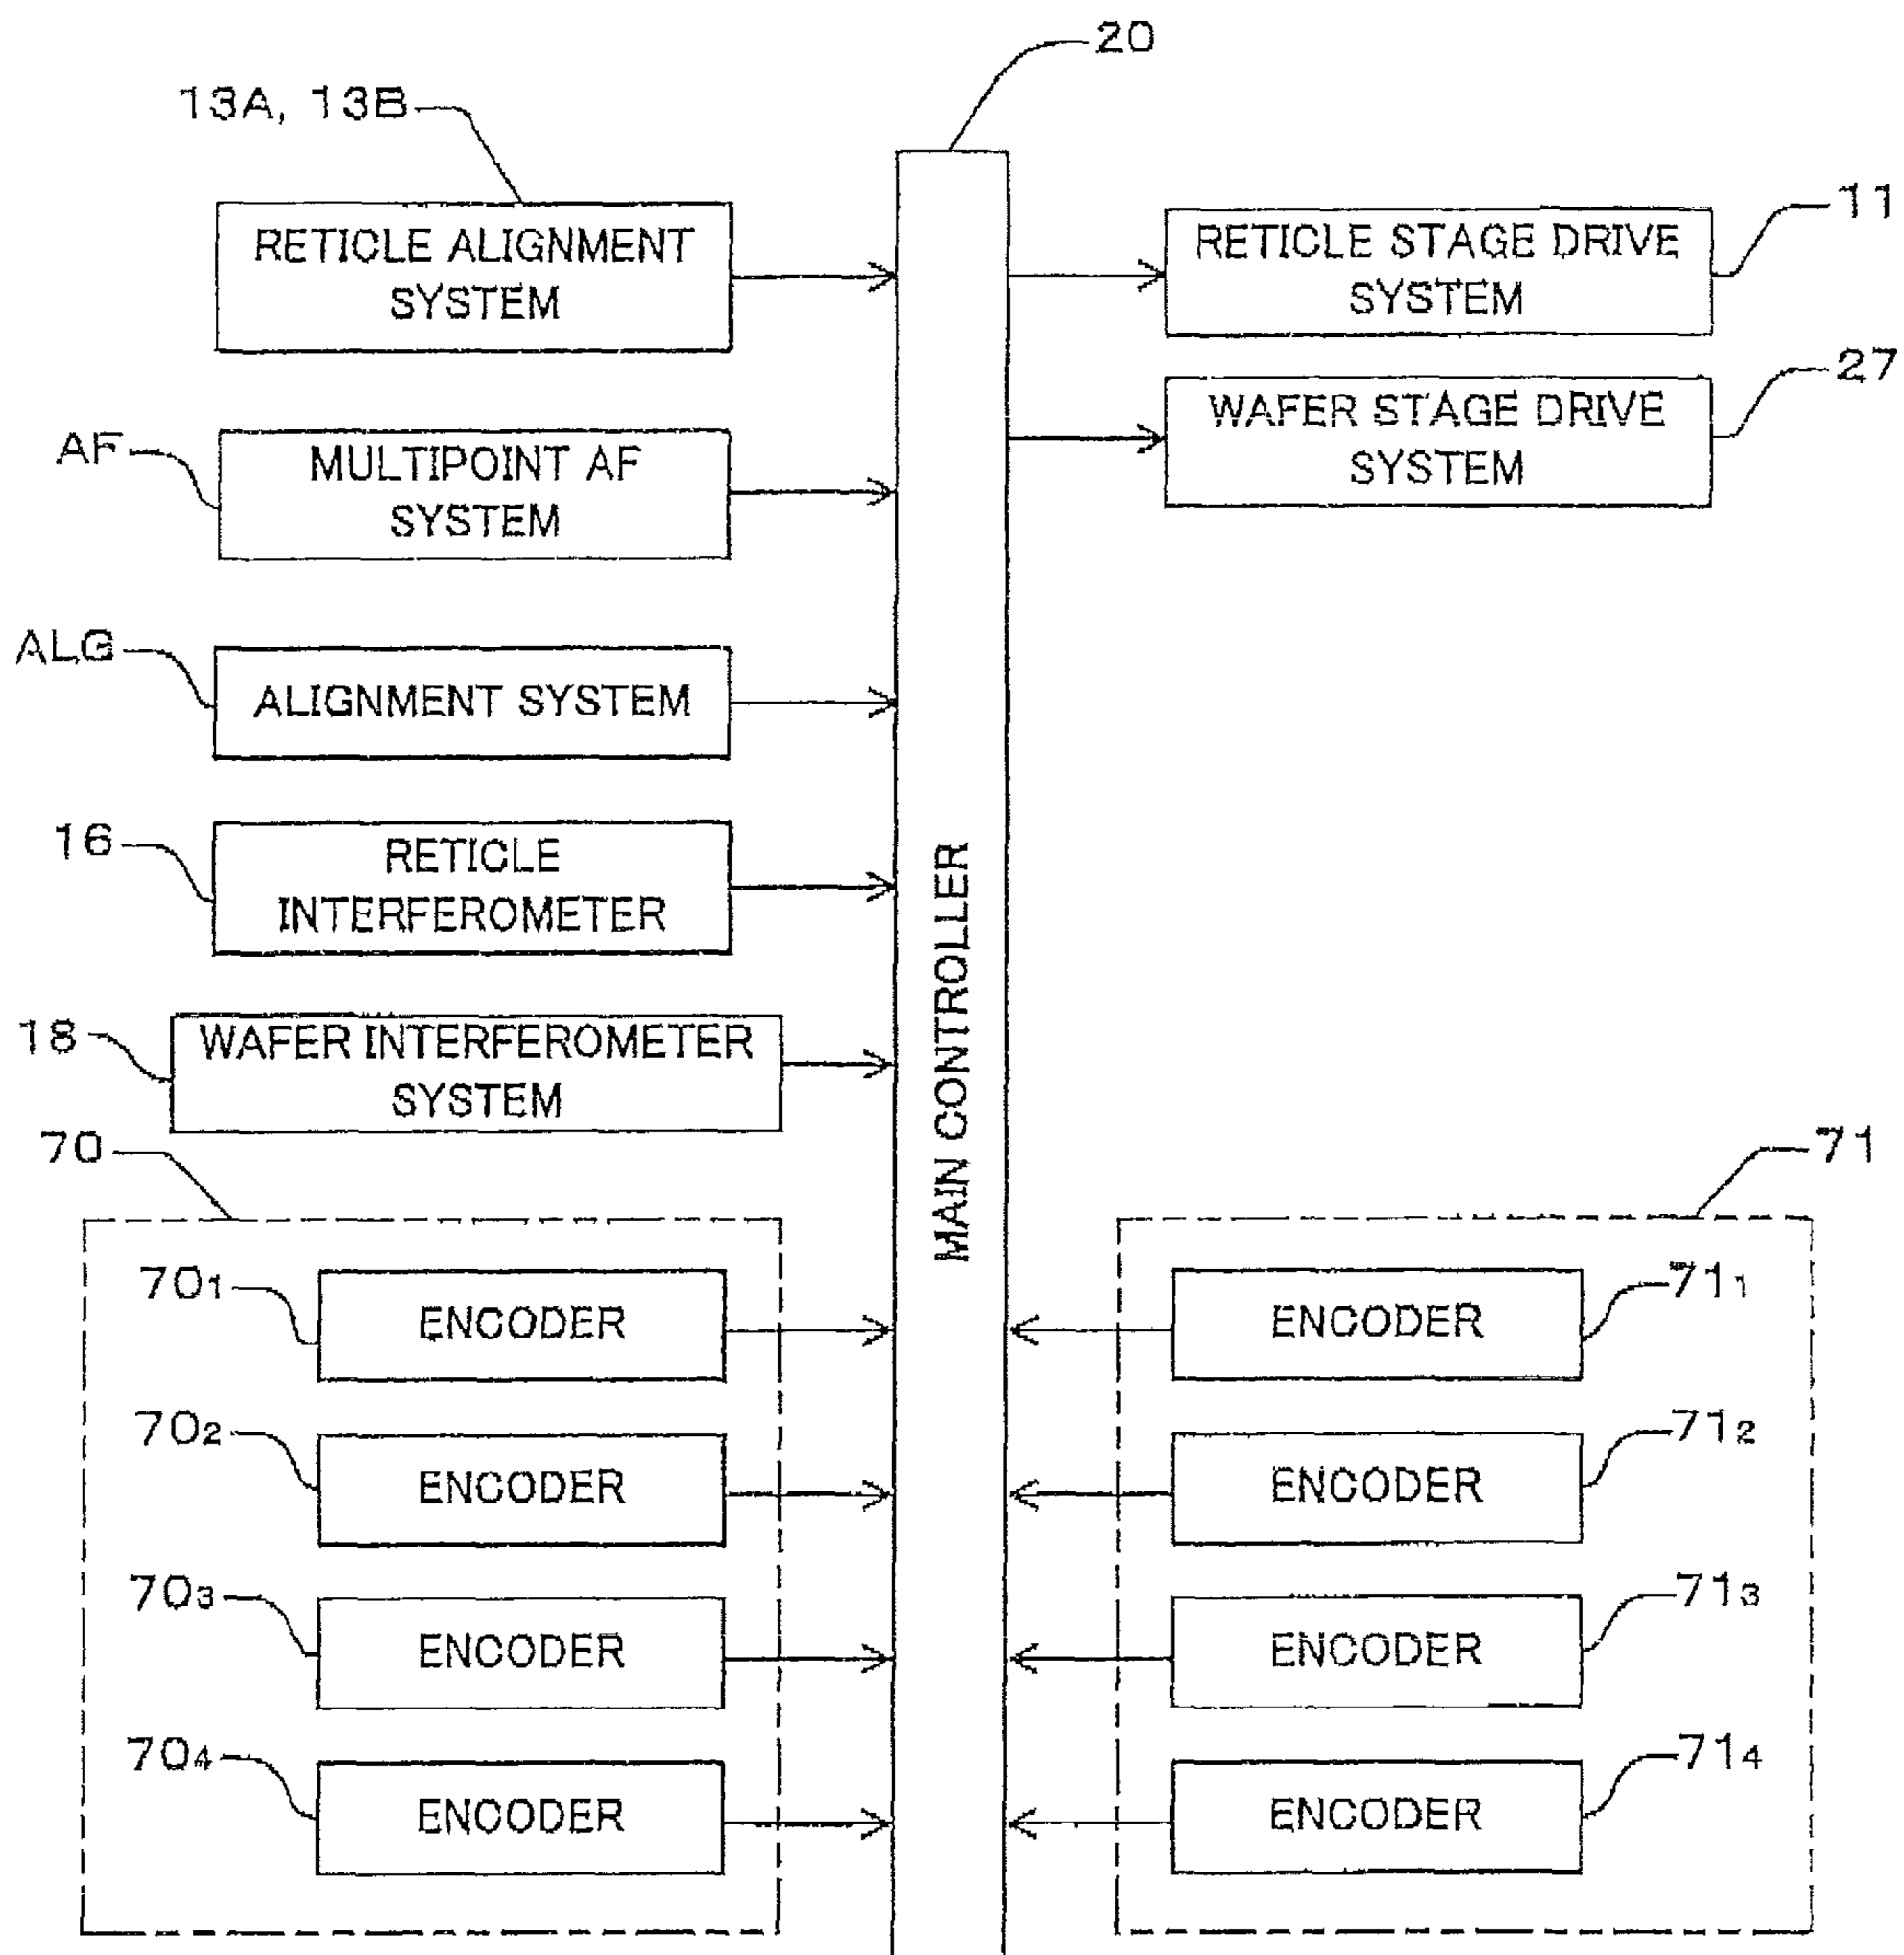 20
13A, 13B
RETICLE ALIGNMENT
SYSTEM
RETICLE STAGE DRIVE
SYSTEM
11
AF
MULTIPOINT AF
SYSTEM
WAFER STAGE DRIVE
SYSTEM
27
ALG
ALIGNMENT SYSTEM
16
RETICLE
INTERFEROMETER
MAIN CONTROLLER
18
WAFER INTERFEROMETER
SYSTEM
70
71
70₁
ENCODER
ENCODER
71₁
70₂
ENCODER
ENCODER
71₂
70₃
ENCODER
ENCODER
71₃
70₄
ENCODER
ENCODER
71₄